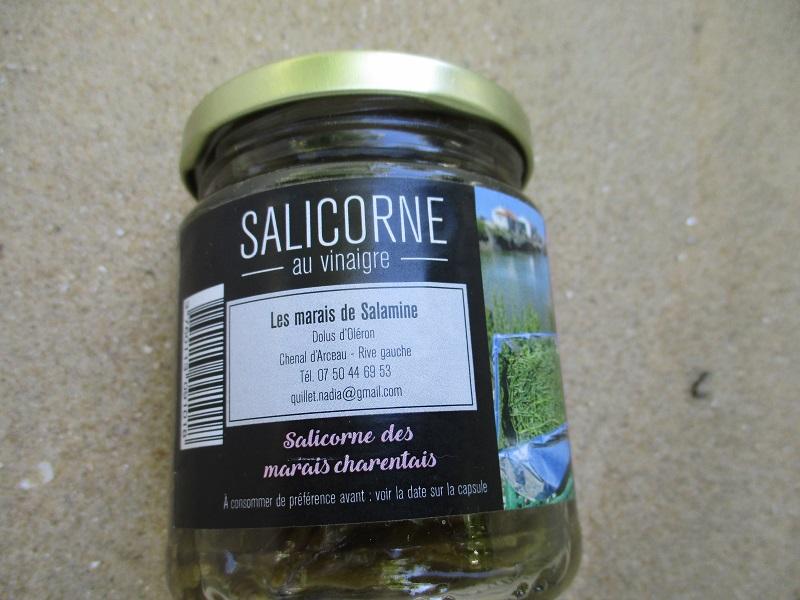 SALICORNE
au vinaigre
Les marais de Salamine
Dolus d'Oléron
Chenal d'Arceau - Rive gauche
Tél. 07 50 44 69 53
quillet.nadia@gmail.com
Salicorne des
marais charentais
À consommer de préférence avant : voir la date sur la capsule